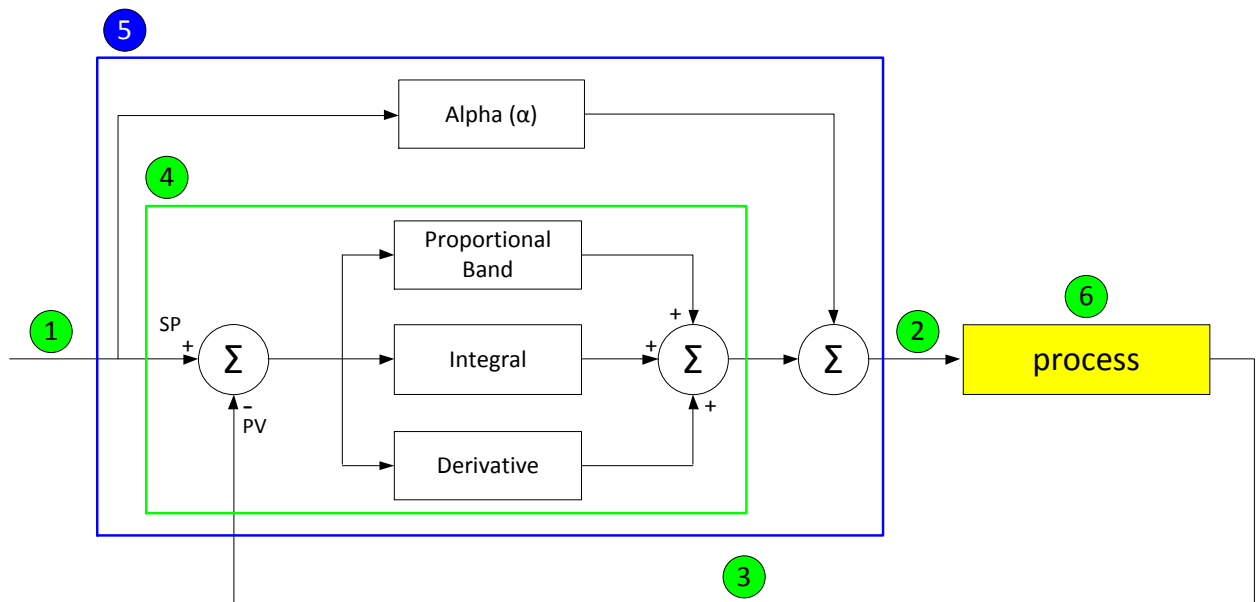 5
Alpha (α)
4
Proportional
Band
1
SP
+
Σ
-
PV
Integral
+
+
Σ
+
Σ
2
6
process
Derivative
3